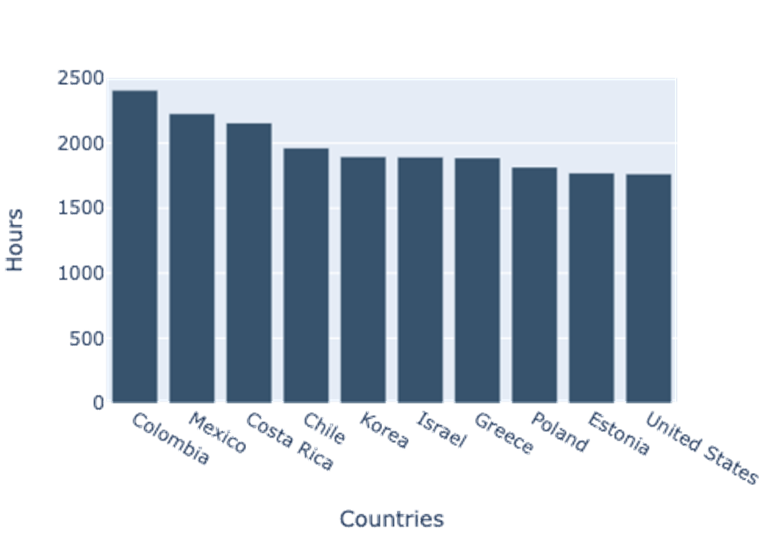 2500
2000
1500
1000
500
0
Hours
Colombia
Mexico
Costa Rica
Chile
Korea
Israel
Greece
Poland
Estonia
United States
Countries